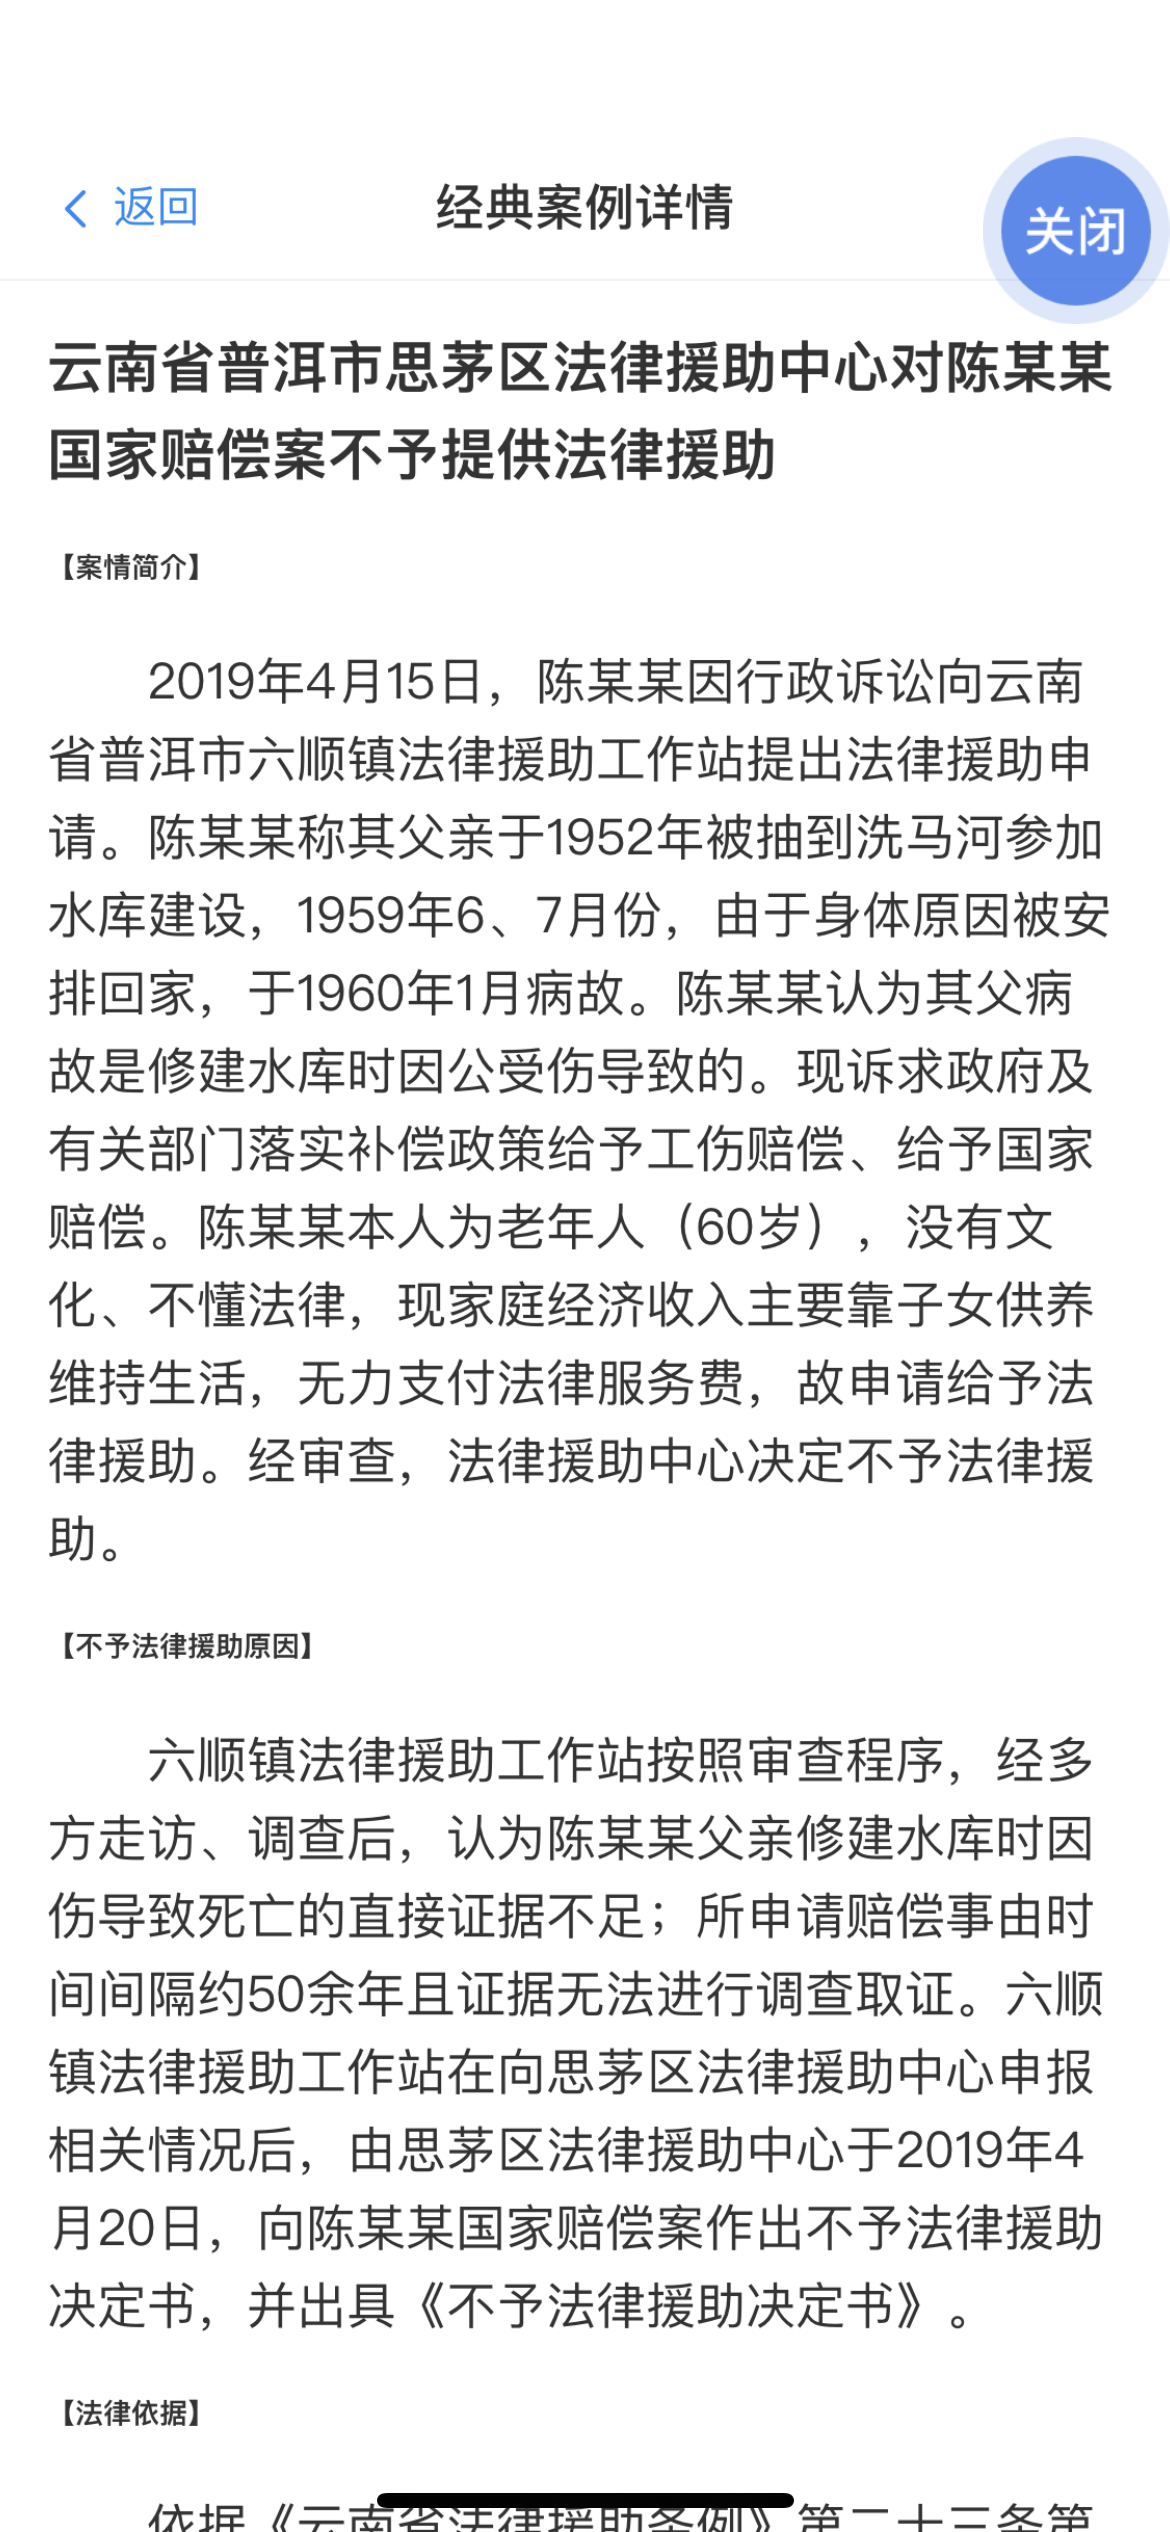 返回
经典案例详情
关闭
云南省普洱市思茅区法律援助中心对陈某某
国家赔偿案不予提供法律援助
【案情简介】
2019年4月15日，陈某某因行政诉讼向云南
省普洱市六顺镇法律援助工作站提出法律援助申
请。陈某某称其父亲于1952年被抽到洗马河参加
水库建设，1959年6、7月份，由于身体原因被安
排回家，于1960年1月病故。陈某某认为其父病
故是修建水库时因公受伤导致的。现诉求政府及
有关部门落实补偿政策给予工伤赔偿、给予国家
赔偿。陈某某本人为老年人（60岁），没有文
化、不懂法律，现家庭经济收入主要靠子女供养
维持生活，无力支付法律服务费，故申请给予法
律援助。经审查，法律援助中心决定不予法律援
助。
【不予法律援助原因】
六顺镇法律援助工作站按照审查程序，经多
方走访、调查后，认为陈某某父亲修建水库时因
伤导致死亡的直接证据不足；所申请赔偿事由时
间间隔约50余年且证据无法进行调查取证。六顺
镇法律援助工作站在向思茅区法律援助中心申报
相关情况后，由思茅区法律援助中心于2019年4
月20日，向陈某某国家赔偿案作出不予法律援助
决定书，并出具《不予法律援助决定书》。
【法律依据】
依据《云南省法律援助条例》第二十三条第